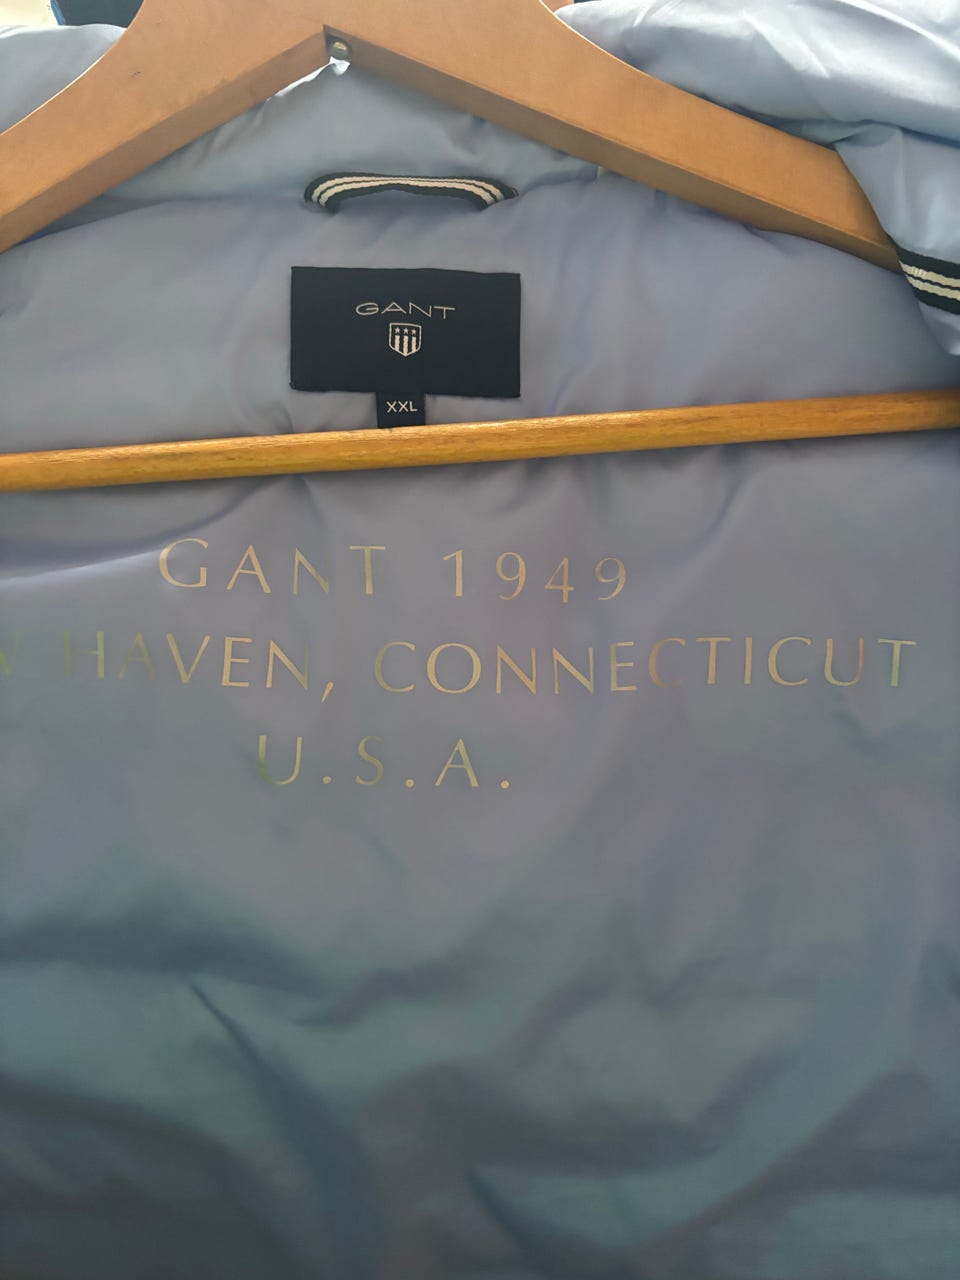 GANT
XXL
GANT 1949
HAVEN, CONNECTICUT
U.S.A.